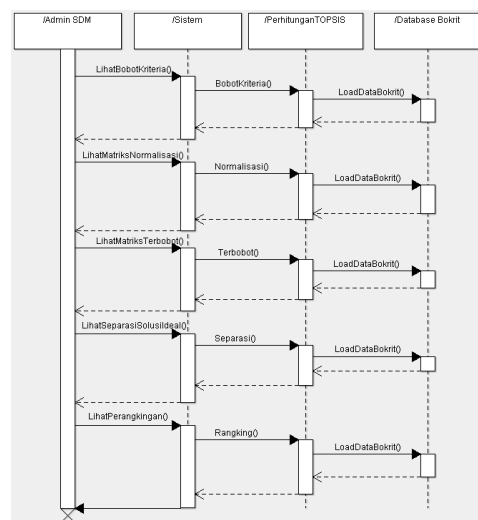 /Admin SDM
/Sistem
/PerhitunganTOPSIS
/Database Bokrit
LihatBobotKriteria()
BobotKriteria()
LoadDataBokrit()
LihatMatriksNormalisasi()
Normalisasi()
LoadDataBokrit()
LihatMatriksTerbobot()
Terbobot()
LoadDataBokrit()
LihatSeparasiSolusiIdeal()
Separasi()
LoadDataBokrit()
LihatPerangkingan()
Rangking()
LoadDataBokrit()